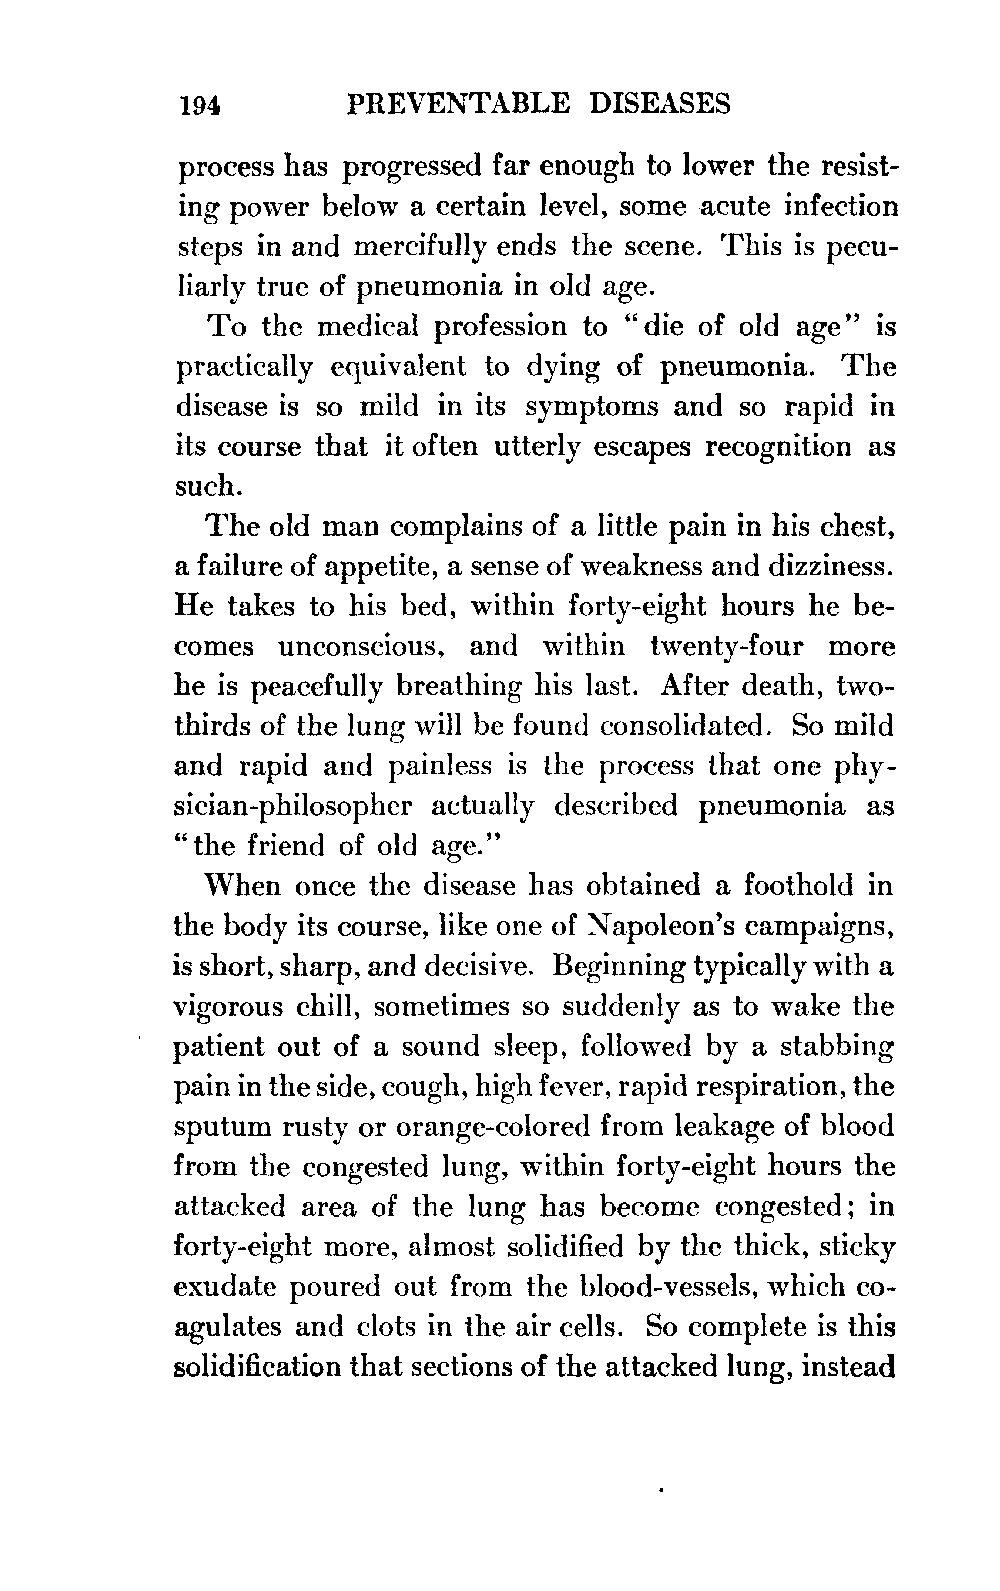 194 PREVENTABLE DISEASES
process has progressed far enough to lower the resist-
ing power below a certain level, some acute infection
steps in and mercifully ends the scene. This is pecu-
liarly true of pneumonia in old age.
To the medical profession to "die of old age" is
practically equivalent to dying of pneumonia. The
disease is so mild in its symptoms and so rapid in
its course that it often utterly escapes recognition as
such.
The old man complains of a little pain in his chest,
a failure of appetite, a sense of weakness and dizziness.
He takes to his bed, within forty-eight hours he be-
comes unconscious, and within twenty-four more
he is peacefully breathing his last. After death, two-
thirds of the lung will be found consolidated. So mild
and rapid and painless is the process that one phy-
sician-philosopher actually described pneumonia as
"the friend of old age."
When once the disease has obtained a foothold in
the body its course, like one of Napoleon's campaigns,
is short, sharp, and decisive. Beginning typically with a
vigorous chill, sometimes so suddenly as to wake the
patient out of a sound sleep, followed by a stabbing
pain in the side, cough, high fever, rapid respiration, the
sputum rusty or orange-colored from leakage of blood
from the congested lung, within forty-eight hours the
attacked area of the lung has become congested; in
forty-eight more, almost solidified by the thick, sticky
exudate poured out from the blood-vessels, which co-
agulates and clots in the air cells. So complete is this
solidification that sections of the attacked lung, instead